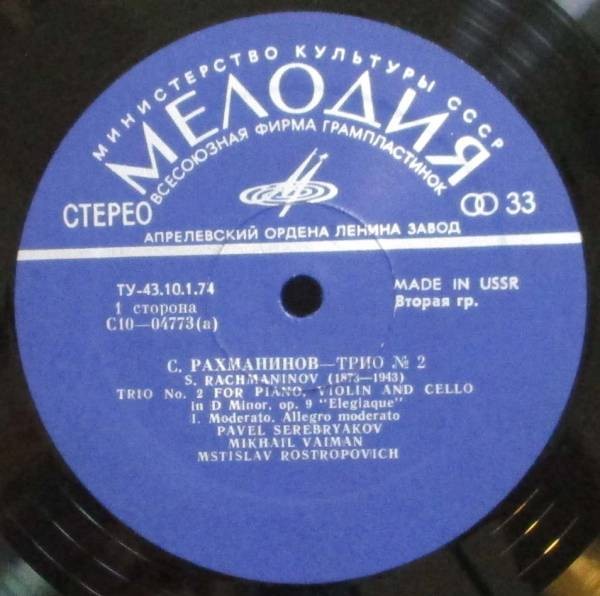 МИНИСТЕРСТВО КУЛЬТУРЫ СССР
МЕЛОДИЯ
ВСЕСОЮЗНАЯ ФИРМА ГРАМПЛАСТИНОК
СТЕРЕО
33
АПРЕЛЕВСКИЙ ОРДЕНА ЛЕНИНА ЗАВОД
ТУ-43.10.1.74
MADE IN USSR
1 сторона
Вторая гр.
С10—04773(а)
С. РАХМАНИНОВ—ТРИО № 2
S. RACHMANINOV (1873—1943)
TRIO No. 2 FOR PIANO, VIOLIN AND CELLO
in D Minor, op. 9 "Elegiaque"
I. Moderato, Allegro moderato
PAVEL SEREBRYAKOV
MIKHAIL VAIMAN
MSTISLAV ROSTROPOVICH